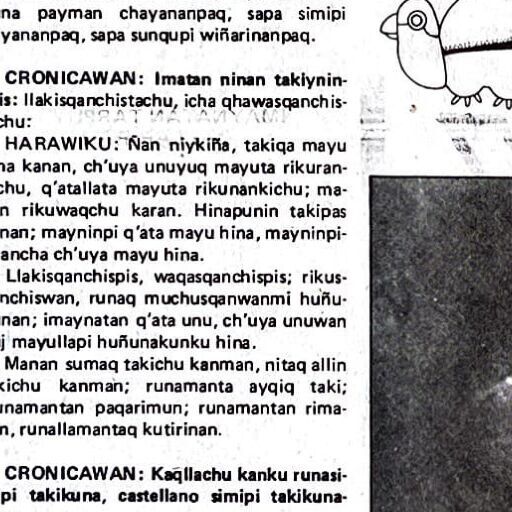 na payman chayananpaq, sapa simipi
yananpaq, sapa sunqupi wiñarinanpaq.
CRONICAWAN: Imatan ninan takiynin-
is: llakisqanchistachu, icha qhawasqanchis-
chu:
HARAWIKU: Ñan niykiña, takiqa mayu
na kanan, ch'uya unuyuq mayuta rikuran-
chu, q'atallata mayuta rikunankichu; ma-
n rikuwaqchu karan. Hinapunin takipas
nan; mayninpi q'ata mayu hina, mayninpi-
ancha ch'uya mayu hina.
Llakisqanchispis, waqasqanchispis; rikus-
nchiswan, runaq muchusqanwanmi huñu-
nan; imaynatan q'ata unu, ch'uya unuwan
j mayullapi huñunakunku hina.
Manan sumaq takichu kanman, nitaq allin
kichu kanman; runamanta ayqiq taki;
unamantan paqarimun; runamantan rima-
n, runallamantaq kutirinan.
CRONICAWAN: Kaqllachu kanku runasi-
pi takikuna, castellano simipi takikuna-